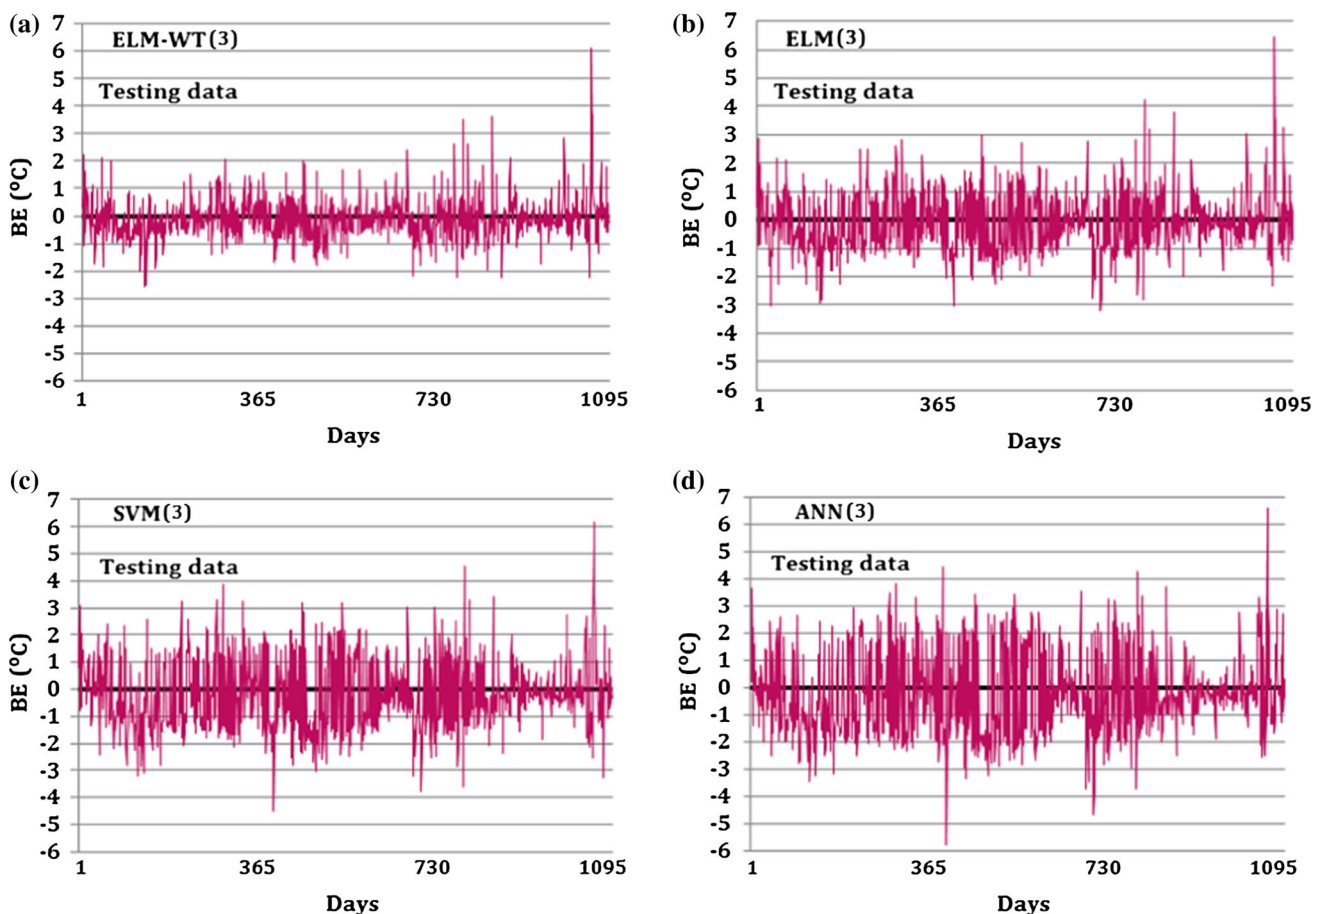 (a)
ELM-WT(3)
Testing data
BE (°C)
7
6
5
4
3
2
1
0
-1
-2
-3
-4
-5
-6
1 365 730 1095
Days
(b)
ELM(3)
Testing data
BE (°C)
7
6
5
4
3
2
1
0
-1
-2
-3
-4
-5
-6
1 365 730 1095
Days
(c)
SVM(3)
Testing data
BE (°C)
7
6
5
4
3
2
1
0
-1
-2
-3
-4
-5
-6
1 365 730 1095
Days
(d)
ANN(3)
Testing data
BE (°C)
7
6
5
4
3
2
1
0
-1
-2
-3
-4
-5
-6
1 365 730 1095
Days